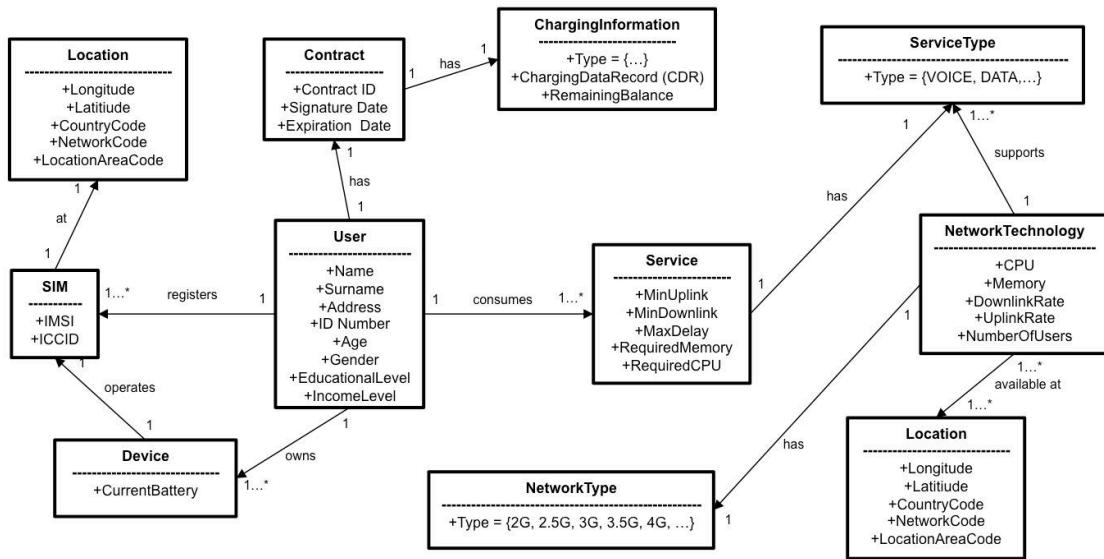 Location
+Longitude
+Latitiude
+CountryCode
+NetworkCode
+LocationAreaCode
1
at
1
SIM
+IMSI
+ICCID
1
operates
1
Device
+CurrentBattery
1…*
owns
1
1…*
registers
1
User
+Name
+Surname
+Address
+ID Number
+Age
+Gender
+EducationalLevel
+IncomeLevel
1
has
1
Contract
+Contract ID
+Signature Date
+Expiration Date
1
has
1
ChargingInformation
+Type = {…}
+ChargingDataRecord (CDR)
+RemainingBalance
1
consumes
1…*
Service
+MinUplink
+MinDownlink
+MaxDelay
+RequiredMemory
+RequiredCPU
1
has
1
ServiceType
+Type = {VOICE, DATA,…}
1…*
supports
1
NetworkTechnology
+CPU
+Memory
+DownlinkRate
+UplinkRate
+NumberOfUsers
1
has
1
NetworkType
+Type = {2G, 2.5G, 3G, 3.5G, 4G, …}
1…*
available at
1…*
Location
+Longitude
+Latitiude
+CountryCode
+NetworkCode
+LocationAreaCode